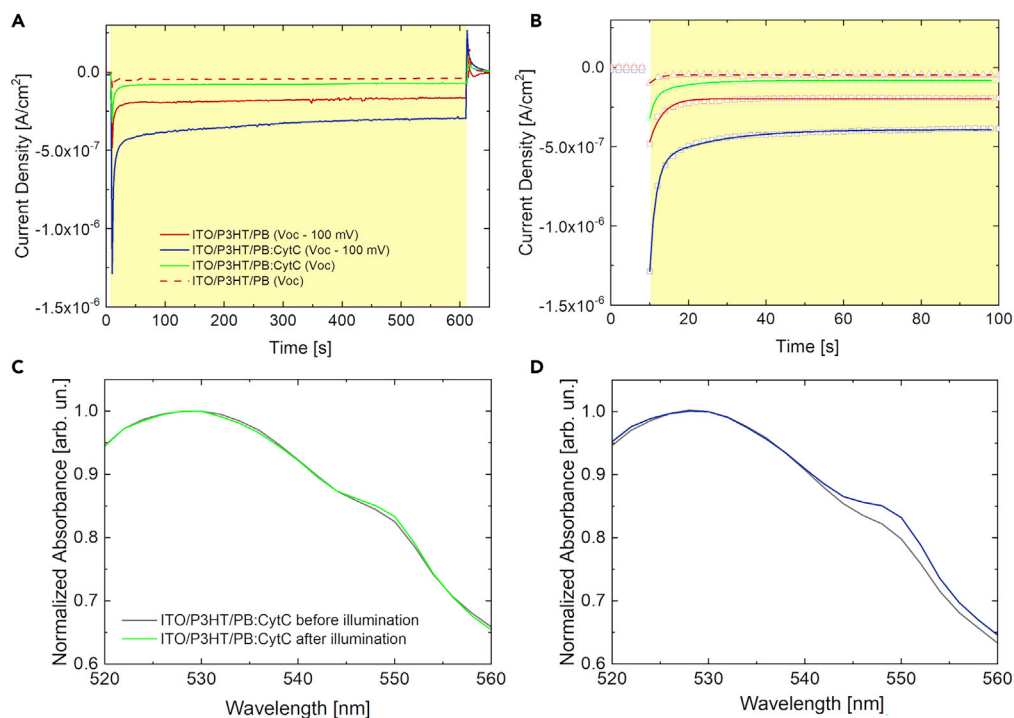 A
Current Density [A/cm²]
0.0
-5.0x10⁻⁷
-1.0x10⁻⁶
-1.5x10⁻⁶
ITO/P3HT/PB (Voc - 100 mV)
ITO/P3HT/PB:CytC (Voc - 100 mV)
ITO/P3HT/PB:CytC (Voc)
ITO/P3HT/PB (Voc)
0 100 200 300 400 500 600
Time [s]
B
Current Density [A/cm²]
0.0
-5.0x10⁻⁷
-1.0x10⁻⁶
-1.5x10⁻⁶
0 20 40 60 80 100
Time [s]
C
Normalized Absorbance [arb. un.]
1.0
0.9
0.8
0.7
0.6
ITO/P3HT/PB:CytC before illumination
ITO/P3HT/PB:CytC after illumination
520 530 540 550 560
Wavelength [nm]
D
Normalized Absorbance [arb. un.]
1.0
0.9
0.8
0.7
0.6
520 530 540 550 560
Wavelength [nm]